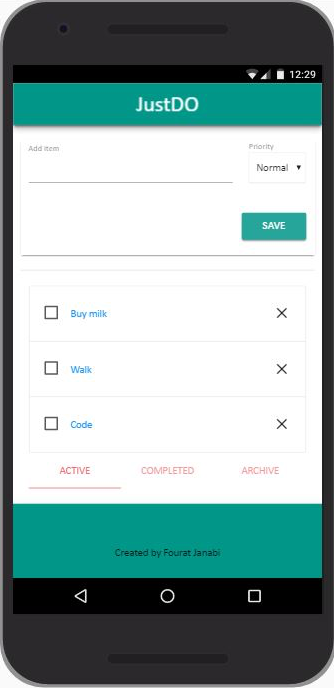 12:29
JustDO
Add item
Priority
Normal
SAVE
Buy milk
Walk
Code
ACTIVE COMPLETED ARCHIVE
Created by Fourat Janabi